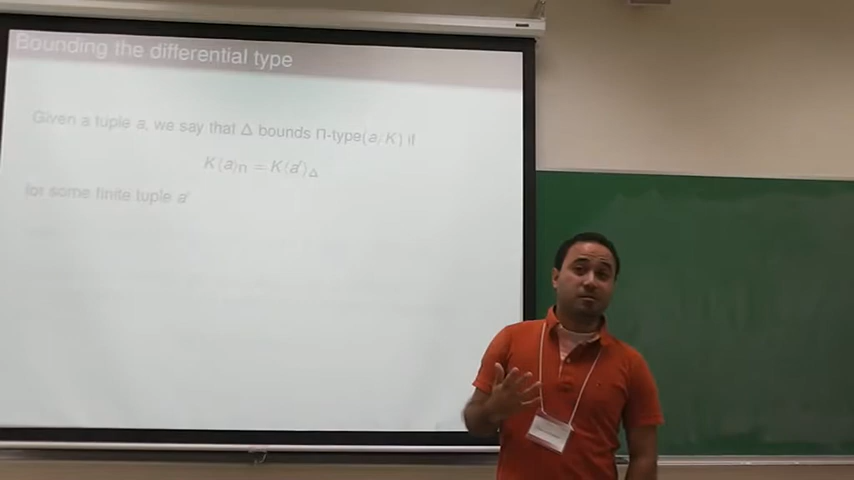 Bounding the differential type
Given a tuple a, we say that Δ bounds Π-type(a/K) if
K⟨a⟩Π = K⟨a′⟩Δ
for some finite tuple a′